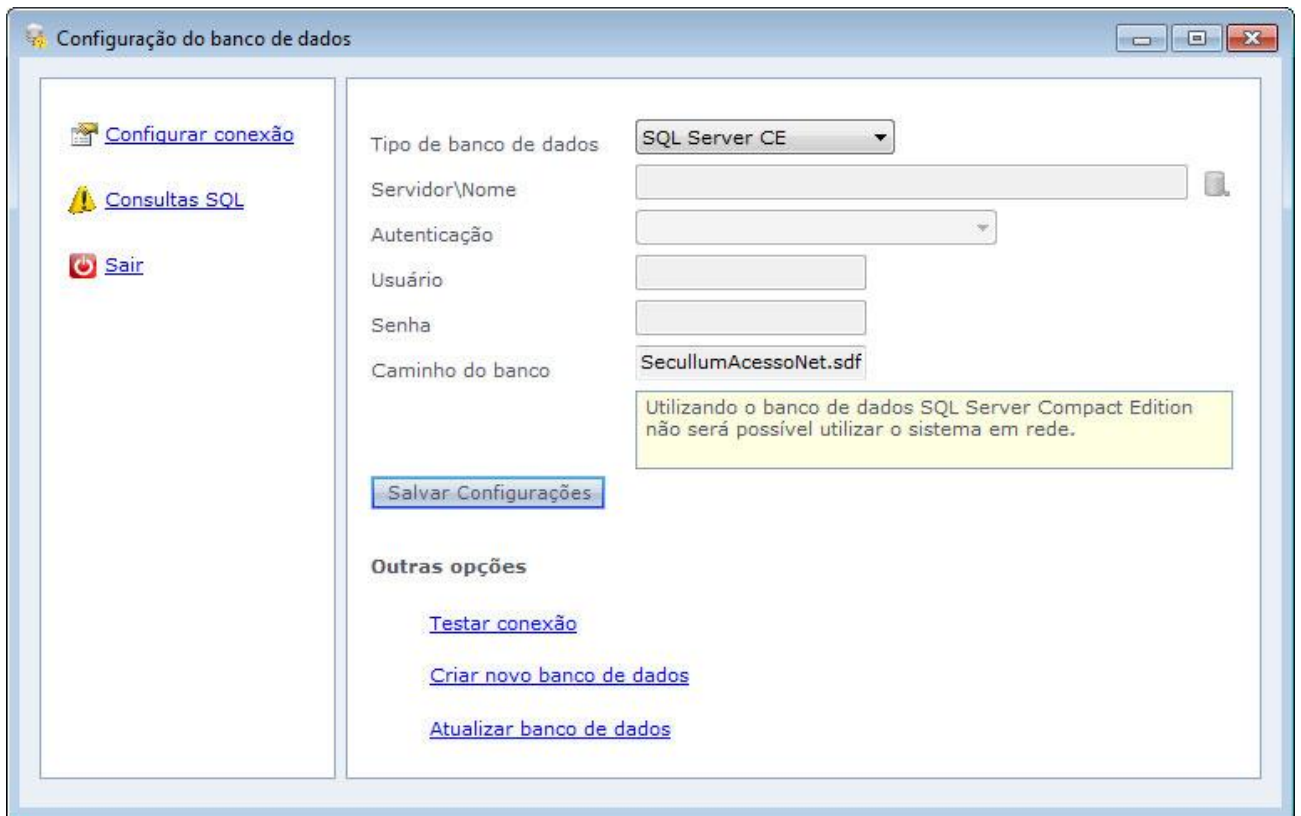 Configuração do banco de dados
Configurar conexão
Consultas SQL
Sair
Tipo de banco de dados
SQL Server CE
Servidor\Nome
Autenticação
Usuário
Senha
Caminho do banco
SecullumAcessoNet.sdf
Utilizando o banco de dados SQL Server Compact Edition
não será possível utilizar o sistema em rede.
Salvar Configurações
Outras opções
Testar conexão
Criar novo banco de dados
Atualizar banco de dados